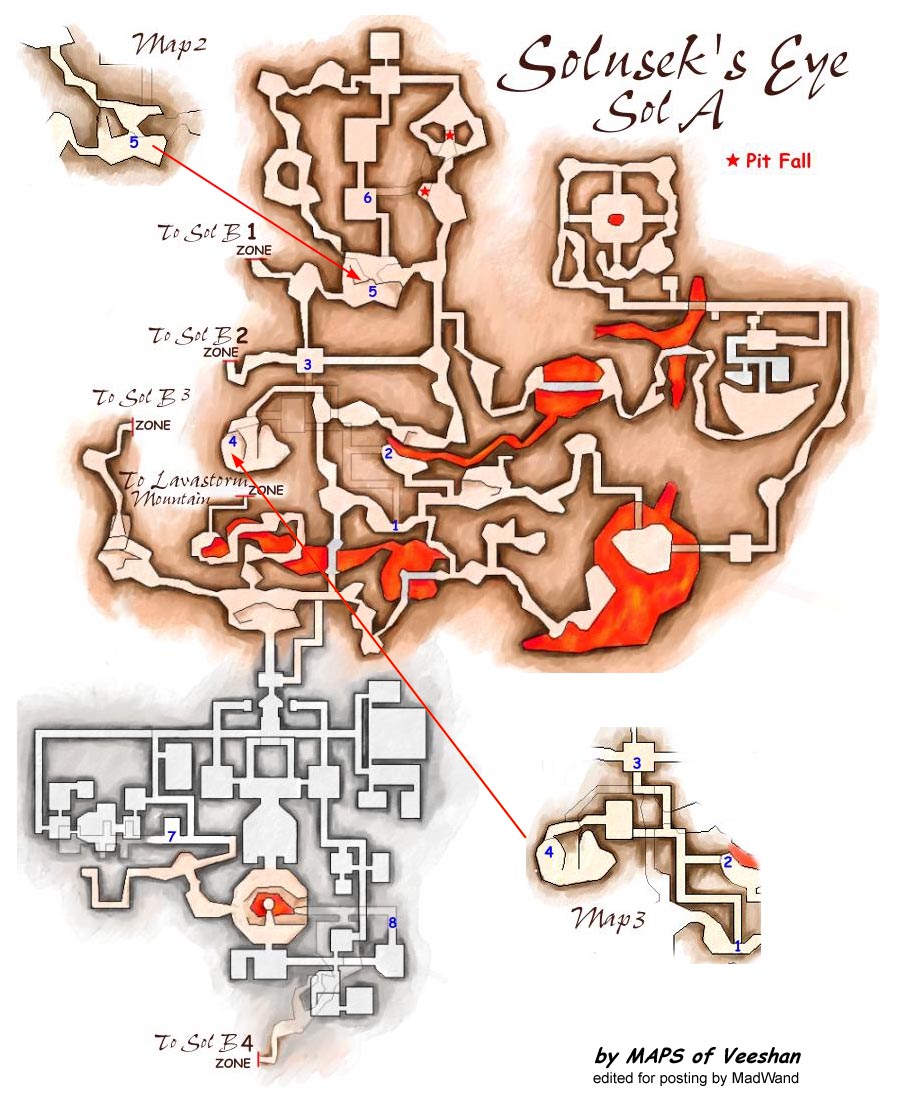 Map2
Solusek's Eye
Sol A
★ Pit Fall
5
6
To Sol B 1
ZONE
5
To Sol B 2
ZONE
3
To Sol B 3
ZONE
4
2
To Lavastorm
Mountain
ZONE
1
3
7
4
2
Map3
8
1
To Sol B 4
ZONE
by MAPS of Veeshan
edited for posting by MadWand